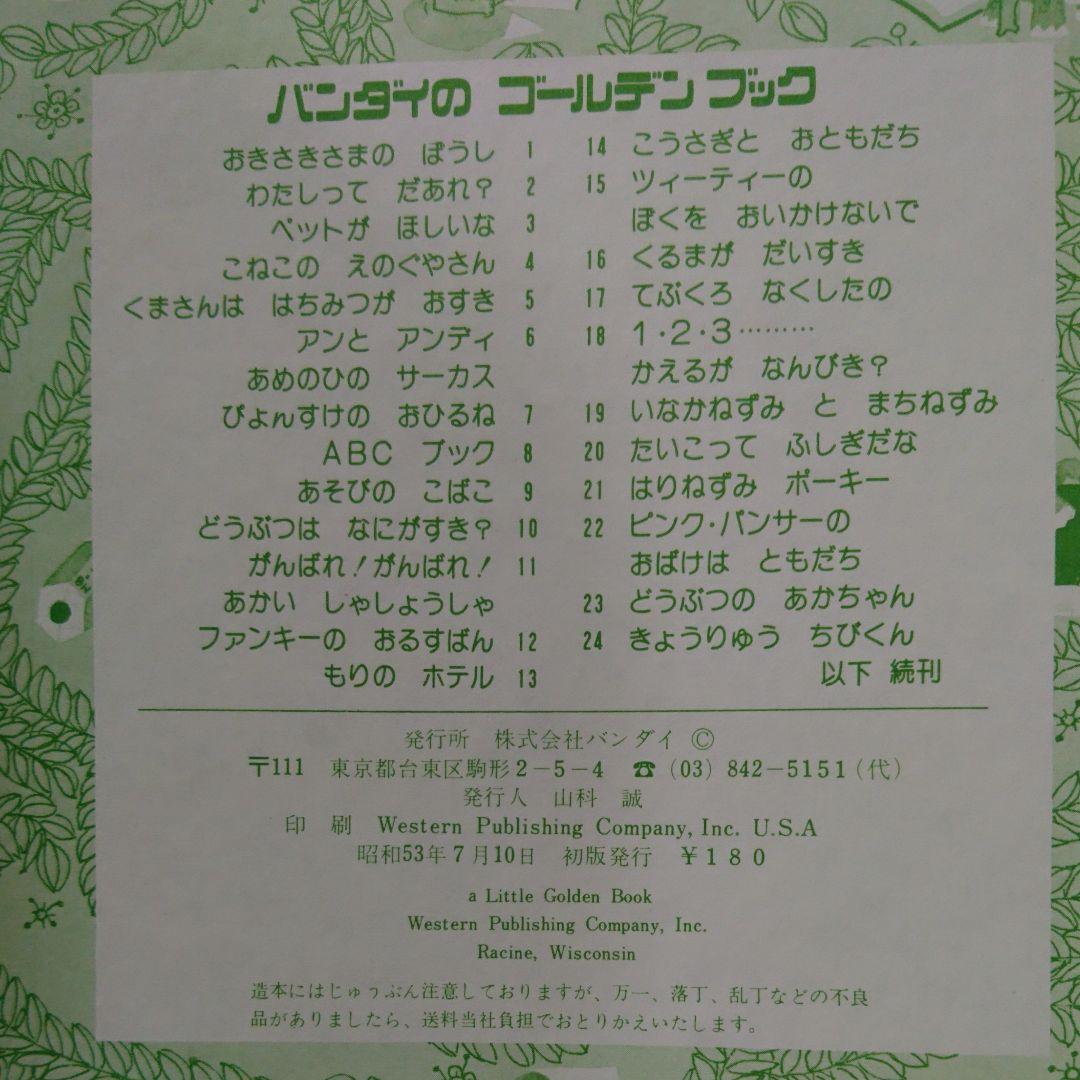 バンダイの ゴールデン ブック
おきさきさまの ぼうし 1
わたしって だあれ? 2
ペットが ほしいな 3
こねこの えのぐやさん 4
くまさんは はちみつが おすき 5
アンと アンディ 6
あめのひの サーカス
ぴょんすけの おひるね 7
ABC ブック 8
あそびの こばこ 9
どうぶつは なにがすき? 10
がんばれ!がんばれ! 11
あかい しゃしょうしゃ
ファンキーの おるすばん 12
もりの ホテル 13
14 こうさぎと おともだち
15 ツィーティーの
ぼくを おいかけないで
16 くるまが だいすき
17 てぶくろ なくしたの
18 1・2・3………
かえるが なんびき?
19 いなかねずみ と まちねずみ
20 たいこって ふしぎだな
21 はりねずみ ポーキー
22 ピンク・パンサーの
おばけは ともだち
23 どうぶつの あかちゃん
24 きょうりゅう ちびくん
以下 続刊
発行所 株式会社バンダイ ©
〒111 東京都台東区駒形2-5-4 ☎(03)842-5151(代)
発行人 山科 誠
印 刷 Western Publishing Company, Inc. U.S.A
昭和53年7月10日 初版発行 ¥180
a Little Golden Book
Western Publishing Company, Inc.
Racine, Wisconsin
造本にはじゅうぶん注意しておりますが、万一、落丁、乱丁などの不良
品がありましたら、送料当社負担でおとりかえいたします。